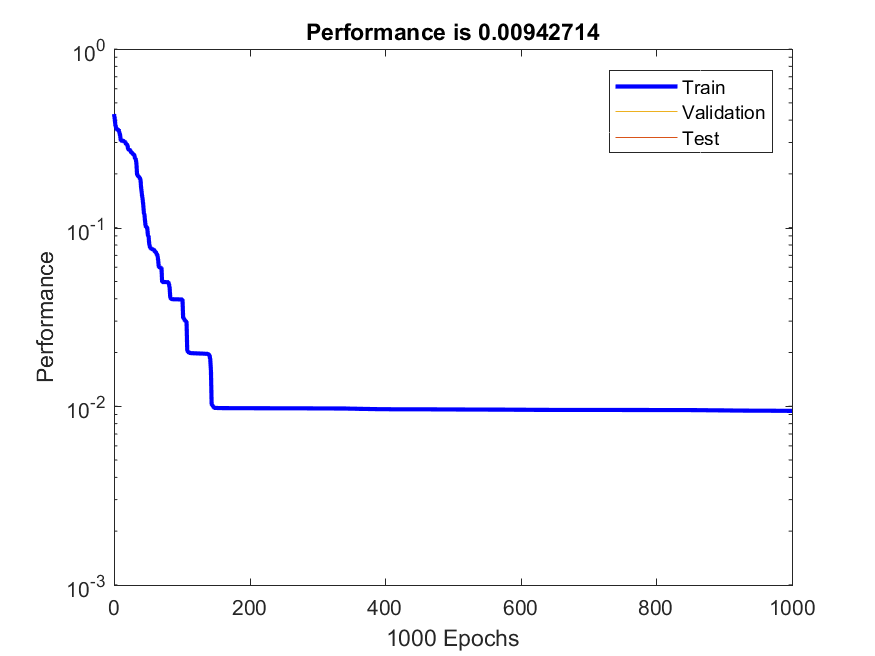 Performance is 0.00942714
10^0
Train
Validation
Test
10^-1
Performance
10^-2
10^-3
0 200 400 600 800 1000
1000 Epochs